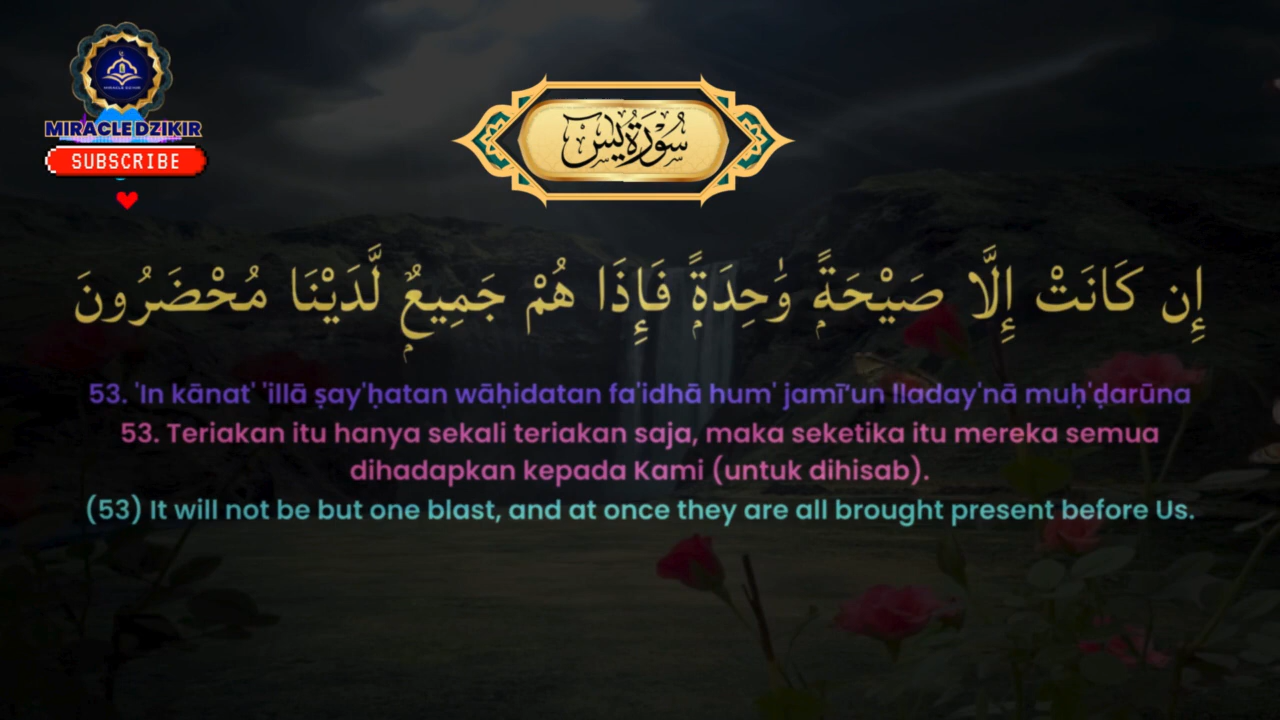 MIRACLE DZIKIR
MIRACLE DZIKIR
SUBSCRIBE
سُوْرَةُ يٰسٓ
إِن كَانَتْ إِلَّا صَيْحَةًۭ وَٰحِدَةًۭ فَإِذَا هُمْ جَمِيعٌۭ لَّدَيْنَا مُحْضَرُونَ
53. 'In kānat' 'illā ṣay'ḥatan wāḥidatan fa'idhā hum' jamī‘un lladay'nā muḥ'ḍarūna
53. Teriakan itu hanya sekali teriakan saja, maka seketika itu mereka semua
dihadapkan kepada Kami (untuk dihisab).
(53) It will not be but one blast, and at once they are all brought present before Us.